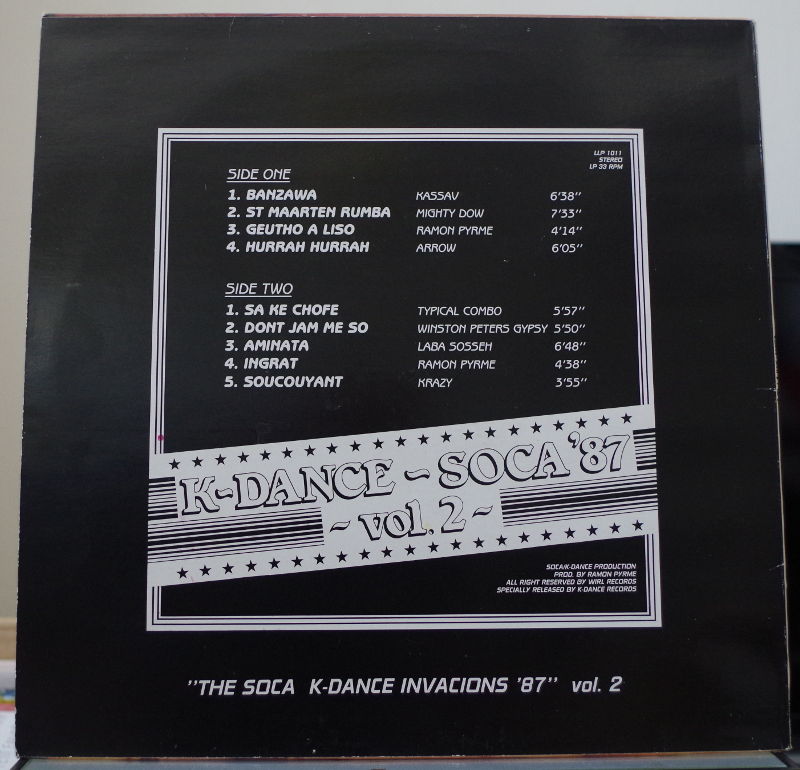 LLP 1011
STEREO
LP 33 RPM
SIDE ONE
1. BANZAWA KASSAV 6'38"
2. ST MAARTEN RUMBA MIGHTY DOW 7'33"
3. GEUTHO A LISO RAMON PYRME 4'14"
4. HURRAH HURRAH ARROW 6'05"
SIDE TWO
1. SA KE CHOFE TYPICAL COMBO 5'57"
2. DONT JAM ME SO WINSTON PETERS GYPSY 5'50"
3. AMINATA LABA SOSSEH 6'48"
4. INGRAT RAMON PYRME 4'38"
5. SOUCOUYANT KRAZY 3'55"
K-DANCE ~ SOCA '87
~ vol. 2 ~
SOCA/K-DANCE PRODUCTION
PROD. BY RAMON PYRME
ALL RIGHT RESERVED BY WIRL RECORDS
SPECIALLY RELEASED BY K-DANCE RECORDS
"THE SOCA K-DANCE INVACIONS '87" vol. 2